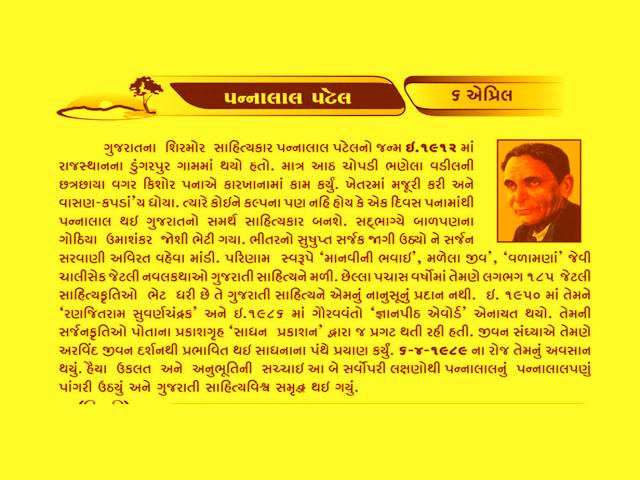 પન્નાલાલ પટેલ
૬ એપ્રિલ
ગુજરાતના શિરમોર સાહિત્યકાર પન્નાલાલ પટેલનો જન્મ ઇ.૧૯૧૨ માં
રાજસ્થાનના ડુંગરપુર ગામમાં થયો હતો. માત્ર આઠ ચોપડી ભણેલા વડીલની
છત્રછાયા વગર કિશોર પનાએ કારખાનામાં કામ કર્યું. ખેતરમાં મજૂરી કરી અને
વાસણ-કપડાં'ય ધોયા. ત્યારે કોઇને કલ્પના પણ નહિ હોય કે એક દિવસ પનામાંથી
પન્નાલાલ થઇ ગુજરાતનો સમર્થ સાહિત્યકાર બનશે. સદ્ભાગ્યે બાળપણના
ગોઠિયા ઉમાશંકર જોશી ભેટી ગયા. ભીતરનો સુષુપ્ત સર્જક જાગી ઉઠ્યો ને સર્જન
સરવાણી અવિરત વહેવા માંડી. પરિણામ સ્વરૂપે ‘માનવીની ભવાઇ’, મળેલા જીવ’, ‘વળામણાં’ જેવી
ચાલીસેક જેટલી નવલકથાઓ ગુજરાતી સાહિત્યને મળી. છેલ્લા પચાસ વર્ષોમાં તેમણે લગભગ ૧૮૫ જેટલી
સાહિત્યકૃતિઓ ભેટ ધરી છે તે ગુજરાતી સાહિત્યને એમનું નાનુસૂનું પ્રદાન નથી. ઇ. ૧૯૫૦ માં તેમને
‘રણજિતરામ સુવર્ણચંદ્રક’ અને ઇ.૧૯૮૬ માં ગૌરવવંતો ‘જ્ઞાનપીઠ એવોર્ડ’ એનાયત થયો. તેમની
સર્જનકૃતિઓ પોતાના પ્રકાશગૃહ ‘સાધન પ્રકાશન’ દ્વારા જ પ્રગટ થતી રહી હતી. જીવન સંધ્યાએ તેમણે
અરવિંદ જીવન દર્શનથી પ્રભાવિત થઇ સાધનાના પંથે પ્રયાણ કર્યું. ૬-૪-૧૯૮૯ ના રોજ તેમનું અવસાન
થયું. હૈયા ઉકલત અને અનુભૂતિની સચ્ચાઇ આ બે સર્વોપરી લક્ષણોથી પન્નાલાલનું પન્નાલાલપણું
પાંગરી ઉઠયું અને ગુજરાતી સાહિત્યવિશ્વ સમૃદ્ધ થઇ ગયું.